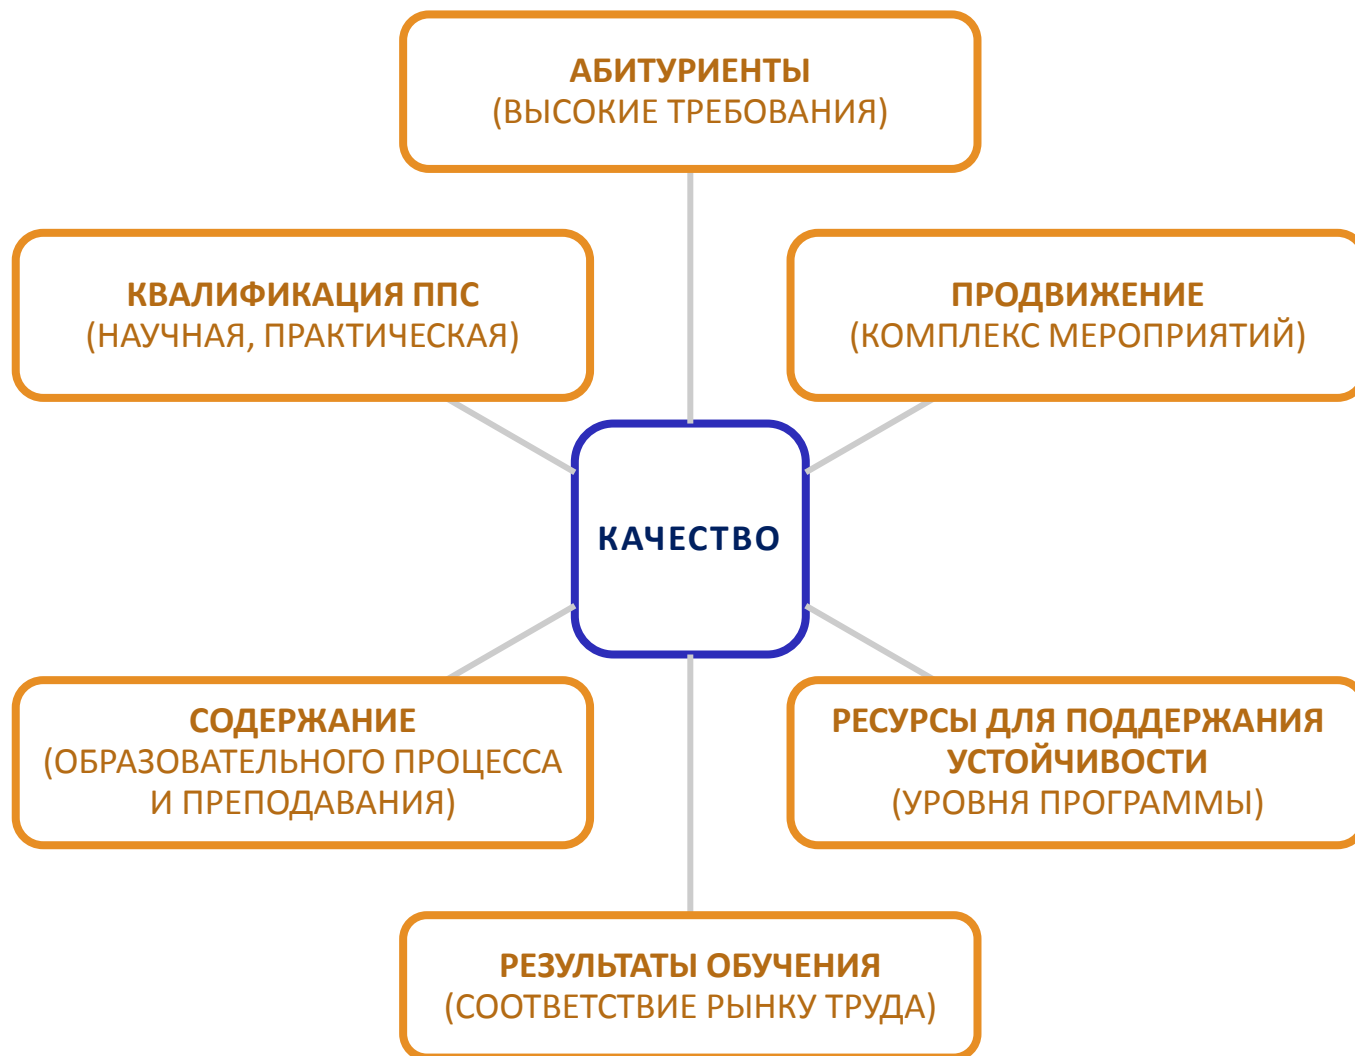 АБИТУРИЕНТЫ
(ВЫСОКИЕ ТРЕБОВАНИЯ)
КВАЛИФИКАЦИЯ ППС
(НАУЧНАЯ, ПРАКТИЧЕСКАЯ)
ПРОДВИЖЕНИЕ
(КОМПЛЕКС МЕРОПРИЯТИЙ)
КАЧЕСТВО
СОДЕРЖАНИЕ
(ОБРАЗОВАТЕЛЬНОГО ПРОЦЕССА
И ПРЕПОДАВАНИЯ)
РЕСУРСЫ ДЛЯ ПОДДЕРЖАНИЯ
УСТОЙЧИВОСТИ
(УРОВНЯ ПРОГРАММЫ)
РЕЗУЛЬТАТЫ ОБУЧЕНИЯ
(СООТВЕТСТВИЕ РЫНКУ ТРУДА)